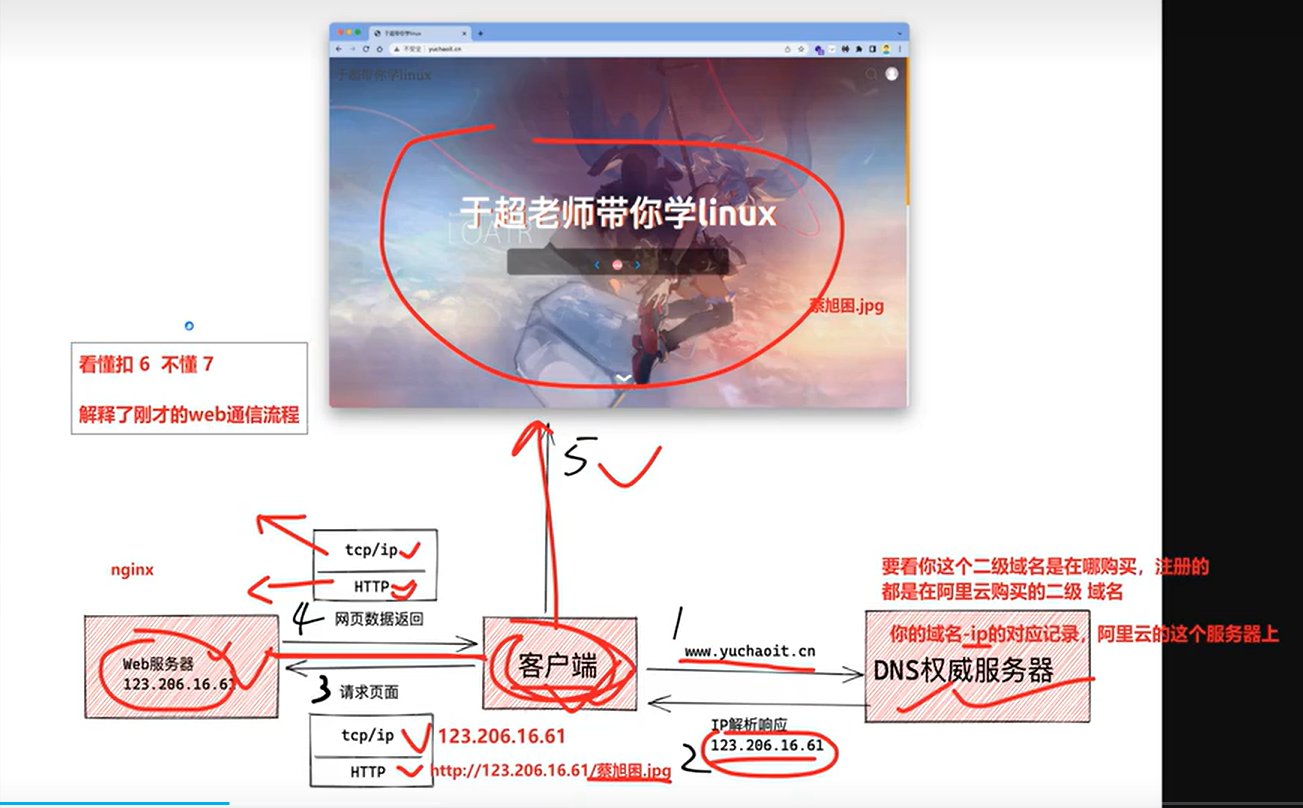 于超带你学linux
不安全 yuchaoit.cn
于超带你学linux
于超老师带你学linux
蔡旭困.jpg
看懂扣 6 不懂 7
解释了刚才的web通信流程
5
tcp/ip
HTTP
nginx
要看你这个二级域名是在哪购买，注册的
都是在阿里云购买的二级 域名
4 网页数据返回
1
你的域名-ip的对应记录，阿里云的这个服务器上
www.yuchaoit.cn
Web服务器
123.206.16.61
客户端
DNS权威服务器
3 请求页面
IP解析响应
2 123.206.16.61
tcp/ip 123.206.16.61
HTTP http://123.206.16.61/蔡旭困.jpg